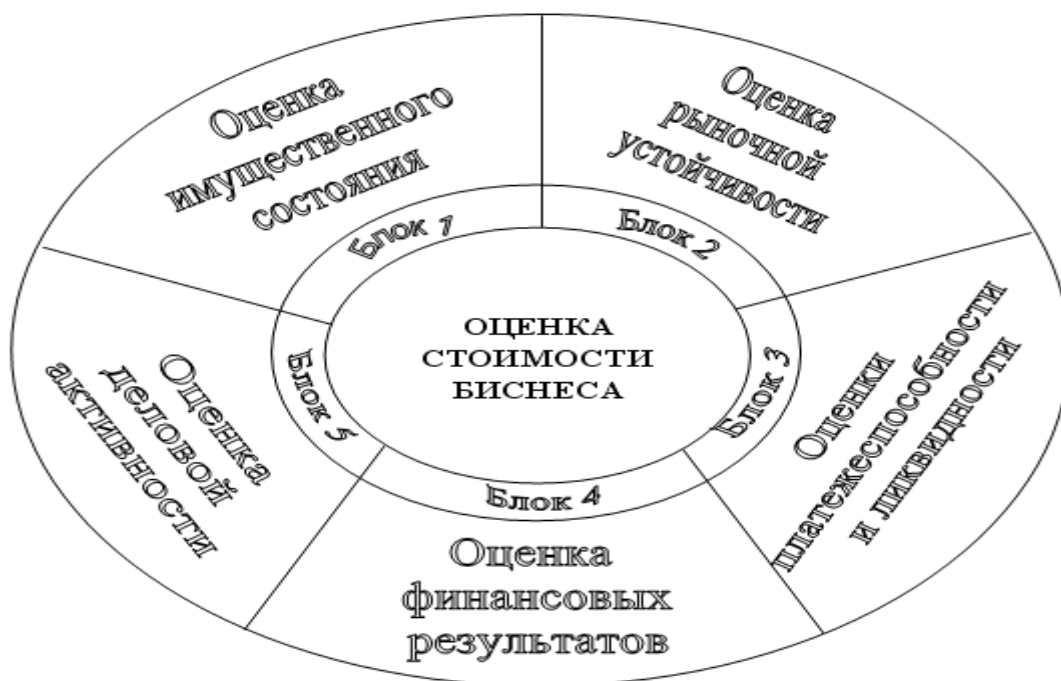 Оценка
имущественного
состояния
Блок 1
Оценка
рыночной
устойчивости
Блок 2
Оценки
платежеспособности
и ликвидности
Блок 3
Оценка
финансовых
результатов
Блок 4
Оценка
деловой
активности
Блок 5
ОЦЕНКА
СТОИМОСТИ
БИСНЕСА